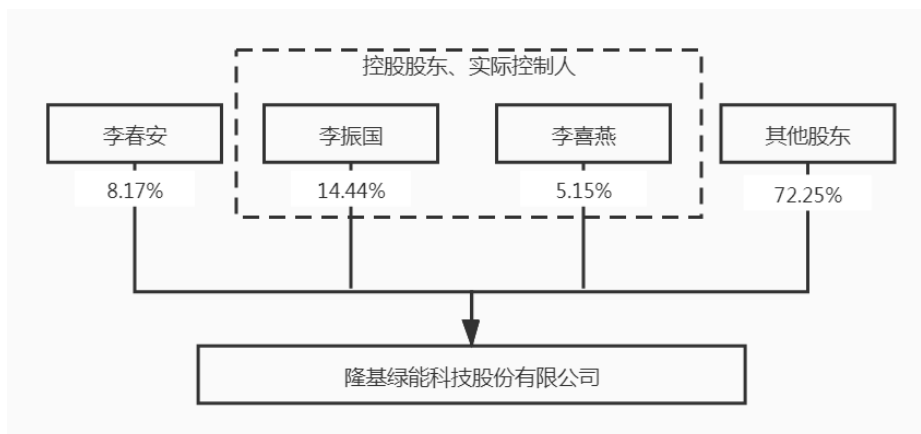 控股股东、实际控制人
李春安
李振国
李喜燕
其他股东
8.17%
14.44%
5.15%
72.25%
隆基绿能科技股份有限公司